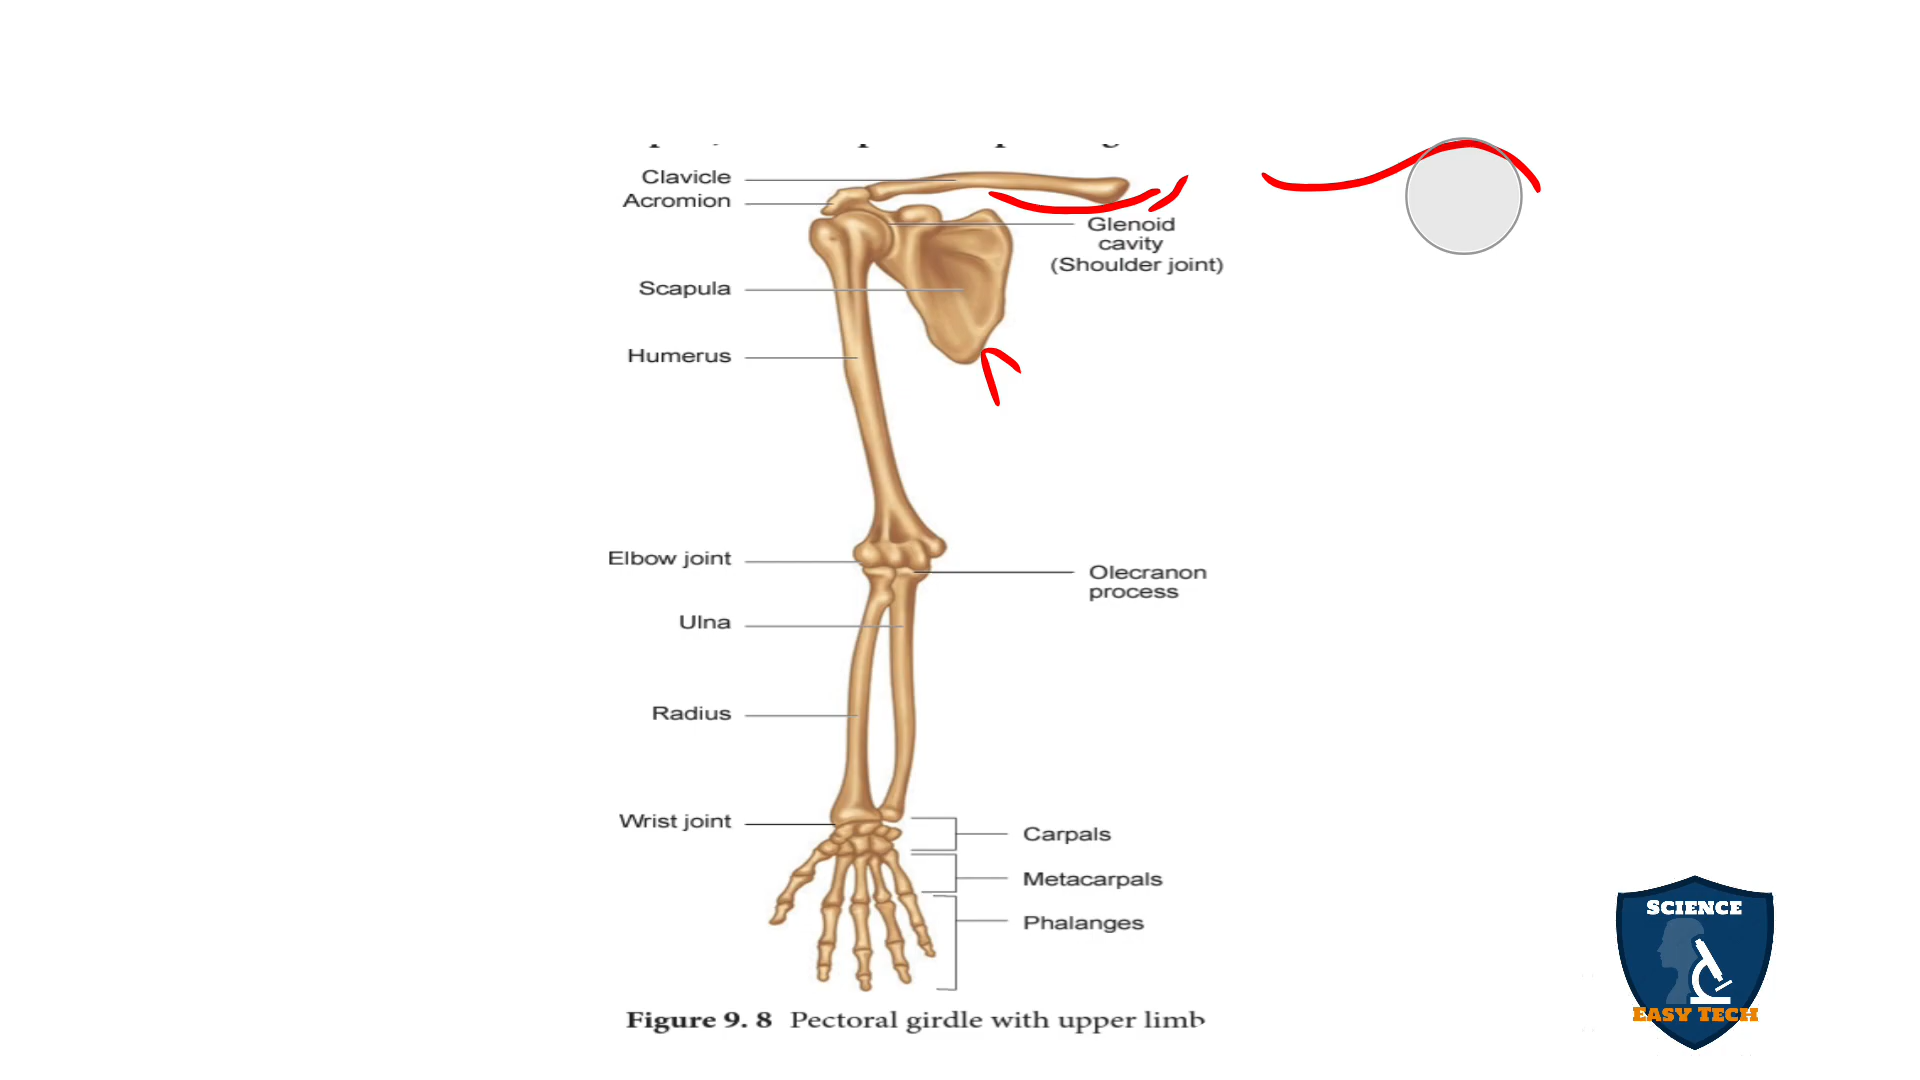 Clavicle
Acromion
Glenoid
cavity
(Shoulder joint)
Scapula
Humerus
Elbow joint
Olecranon
process
Ulna
Radius
Wrist joint
Carpals
Metacarpals
Phalanges
Figure 9. 8 Pectoral girdle with upper limb
SCIENCE
EASY TECH